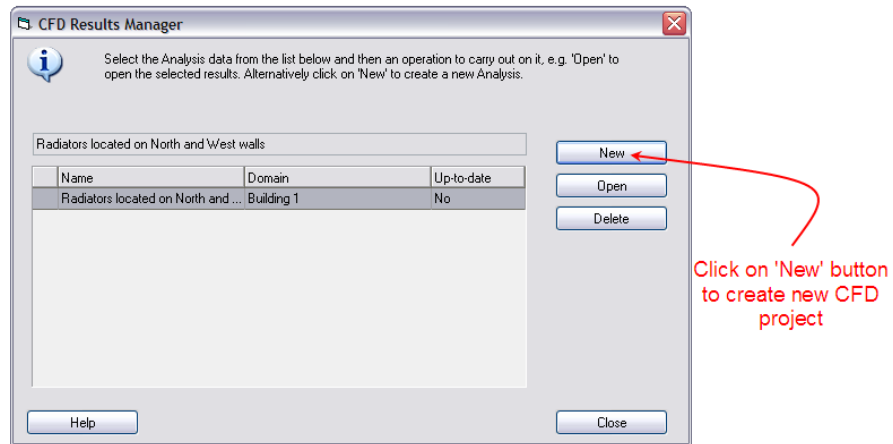 CFD Results Manager
Select the Analysis data from the list below and then an operation to carry out on it, e.g. 'Open' to
open the selected results. Alternatively click on 'New' to create a new Analysis.
Radiators located on North and West walls
New
Name Domain Up-to-date
Open
Radiators located on North and ... Building 1 No
Delete
Click on 'New' button
to create new CFD
project
Help Close